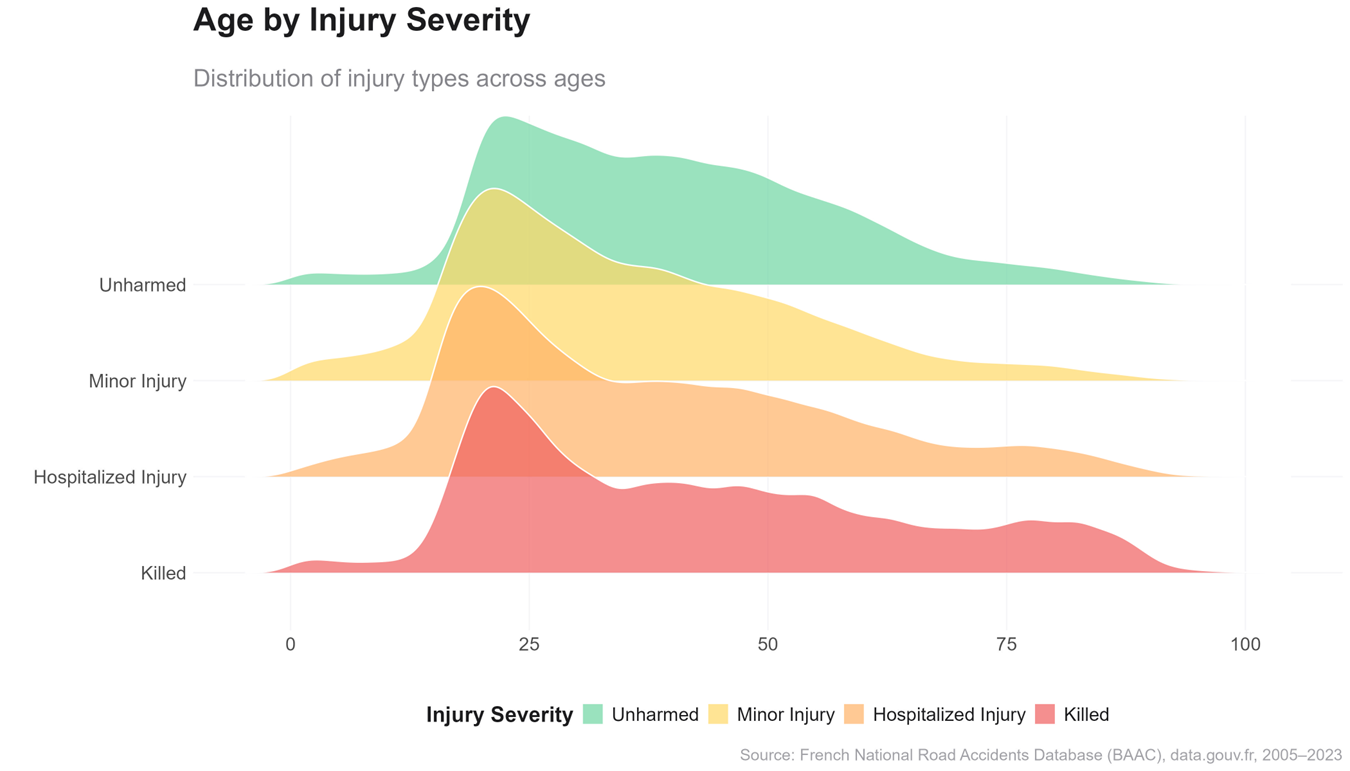 Age by Injury Severity
Distribution of injury types across ages
Unharmed
Minor Injury
Hospitalized Injury
Killed
0 25 50 75 100
Injury Severity Unharmed Minor Injury Hospitalized Injury Killed
Source: French National Road Accidents Database (BAAC), data.gouv.fr, 2005–2023